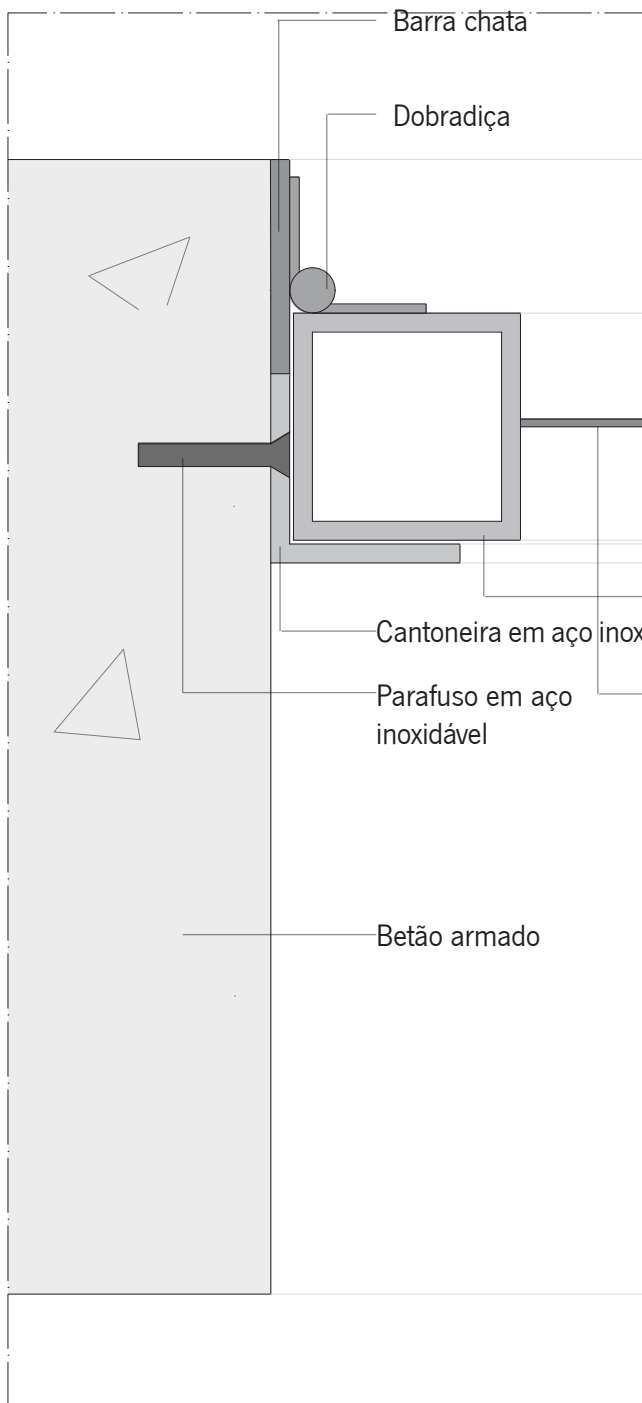 Barra chata
Dobradiça
Cantoneira em aço inox
Parafuso em aço
inoxidável
Betão armado